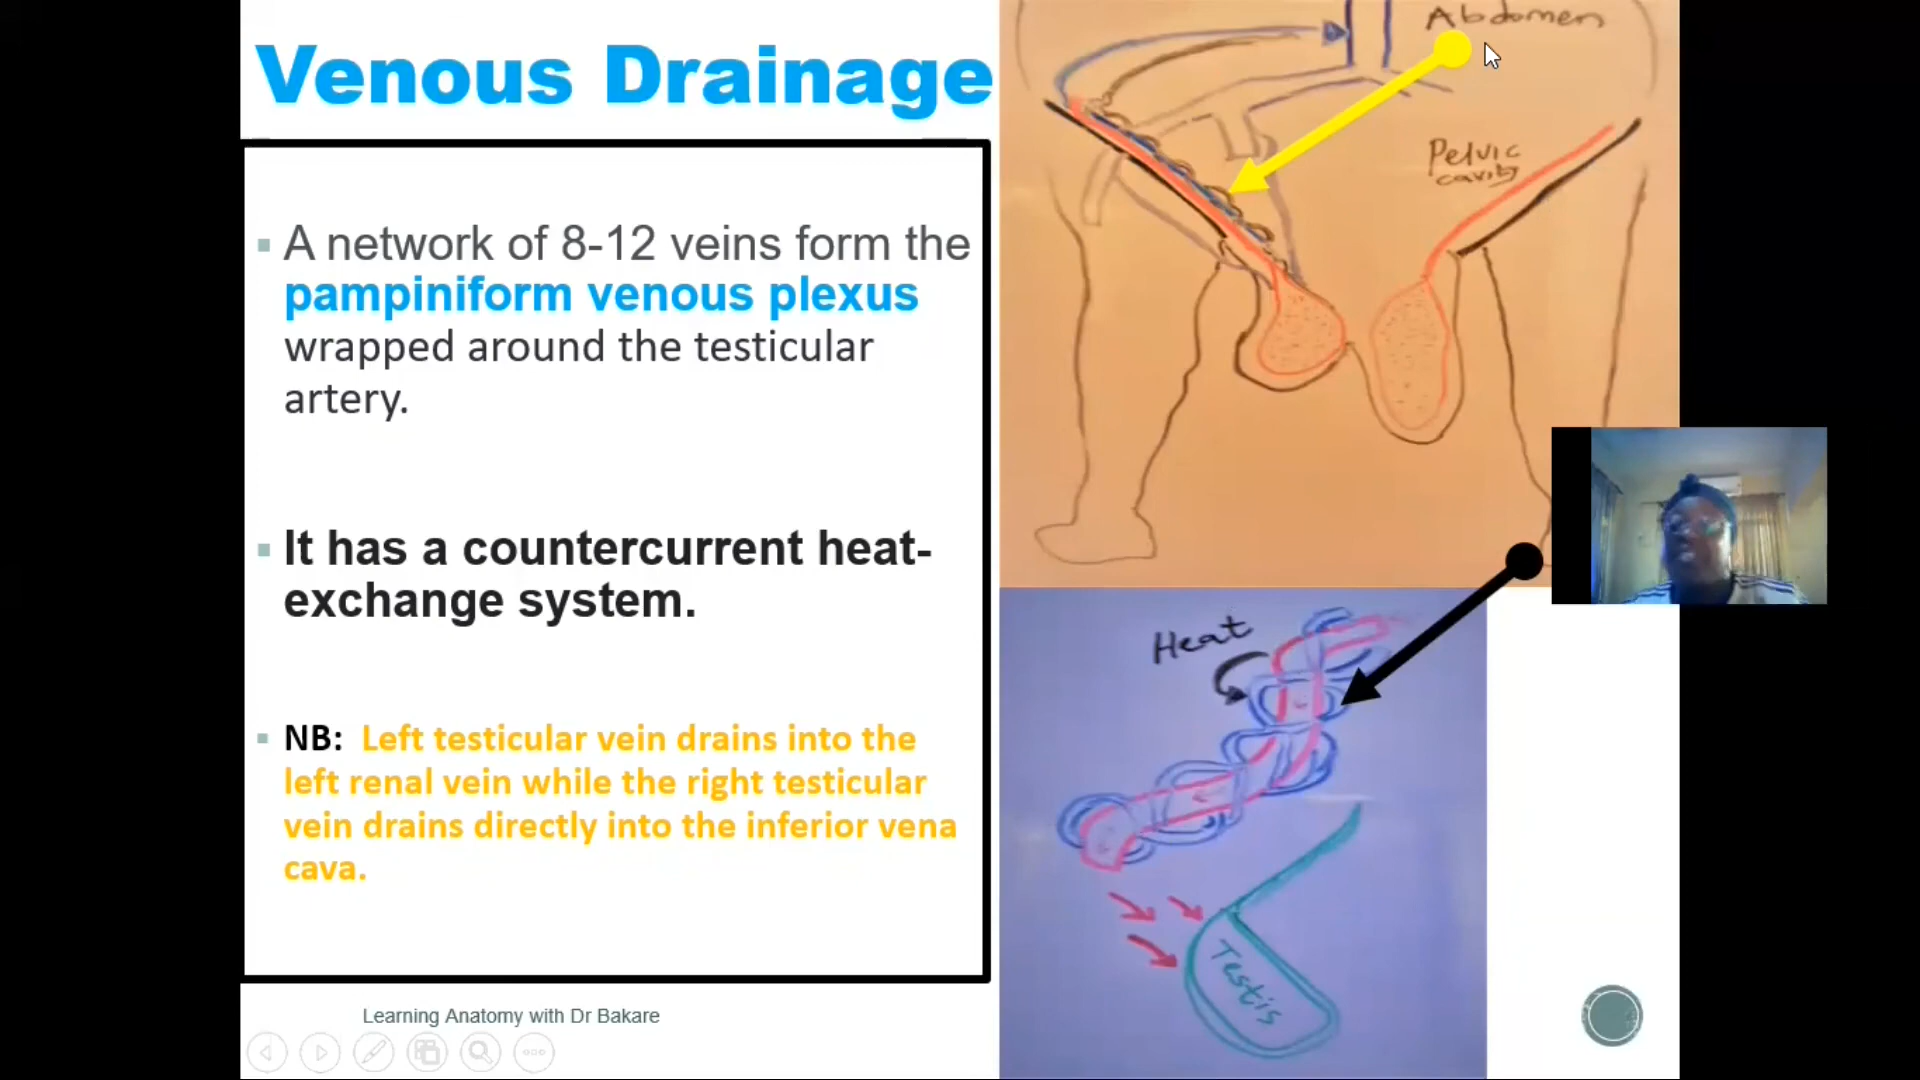 Venous Drainage
▪ A network of 8-12 veins form the
pampiniform venous plexus
wrapped around the testicular
artery.
▪ It has a countercurrent heat-
exchange system.
▪ NB: Left testicular vein drains into the
left renal vein while the right testicular
vein drains directly into the inferior vena
cava.
Learning Anatomy with Dr Bakare
Abdomen
Pelvic
cavity
Heat
Testis